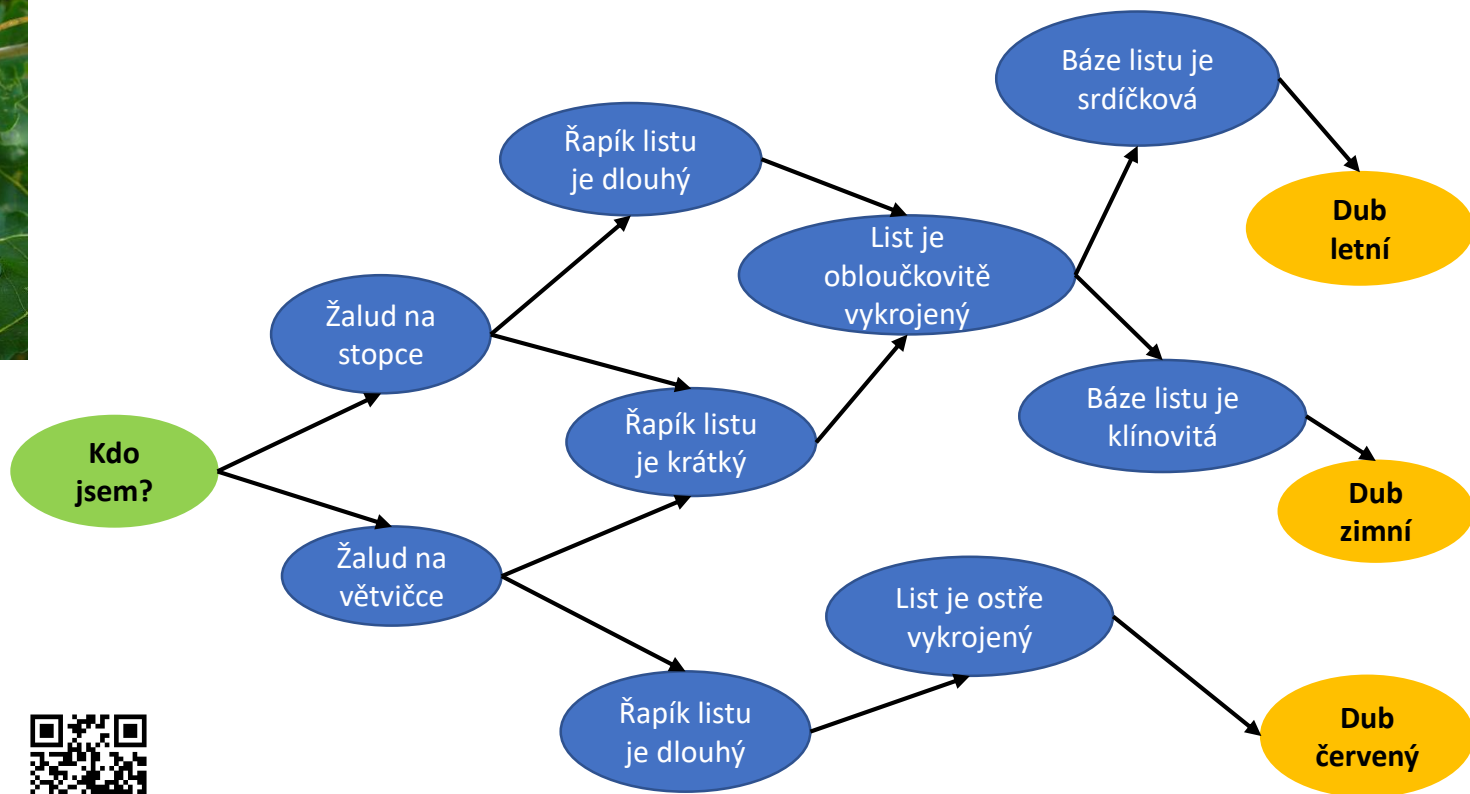 Kdo
jsem?
Žalud na
stopce
Žalud na
větvičce
Řapík listu
je dlouhý
Řapík listu
je krátký
Řapík listu
je dlouhý
List je
obloučkovitě
vykrojený
List je ostře
vykrojený
Báze listu je
srdíčková
Báze listu je
klínovitá
Dub
letní
Dub
zimní
Dub
červený